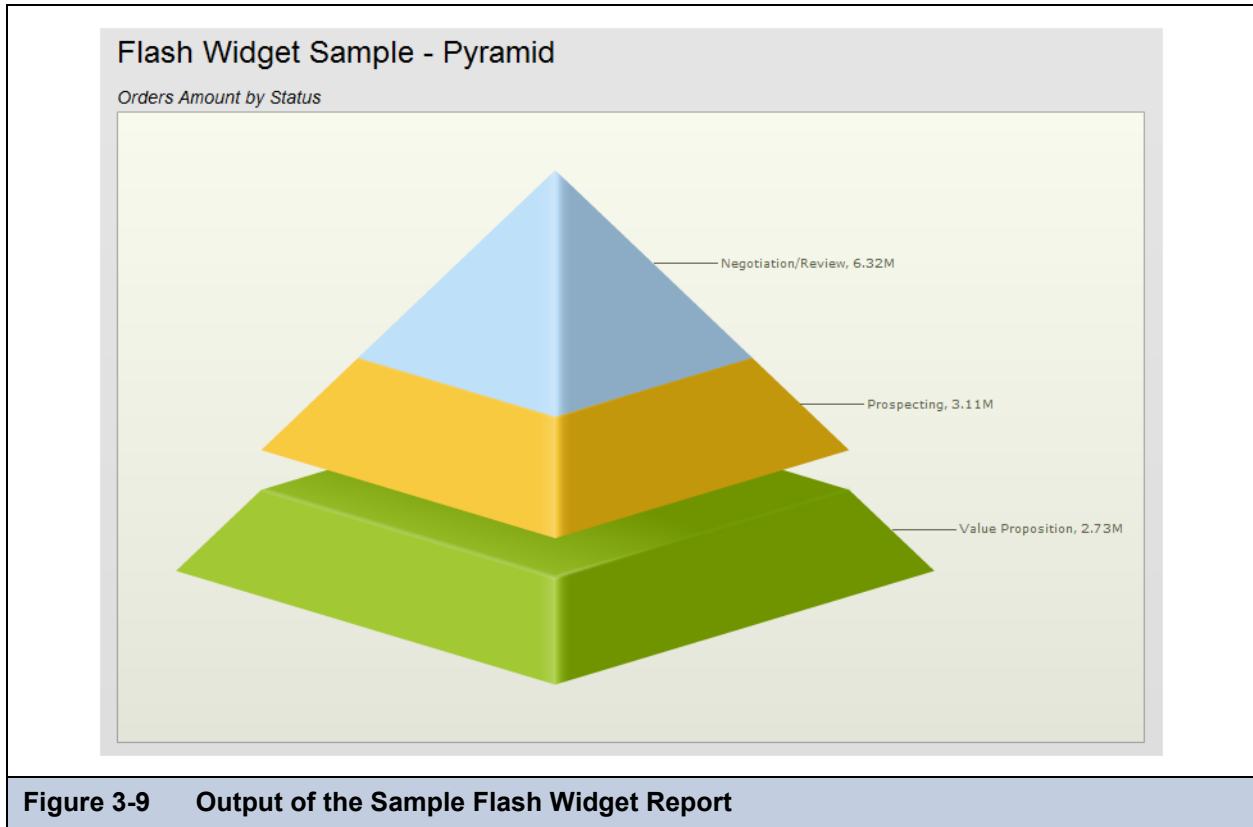 Flash Widget Sample - Pyramid
Orders Amount by Status
Negotiation/Review, 6.32M
Prospecting, 3.11M
Value Proposition, 2.73M
Figure 3-9 Output of the Sample Flash Widget Report